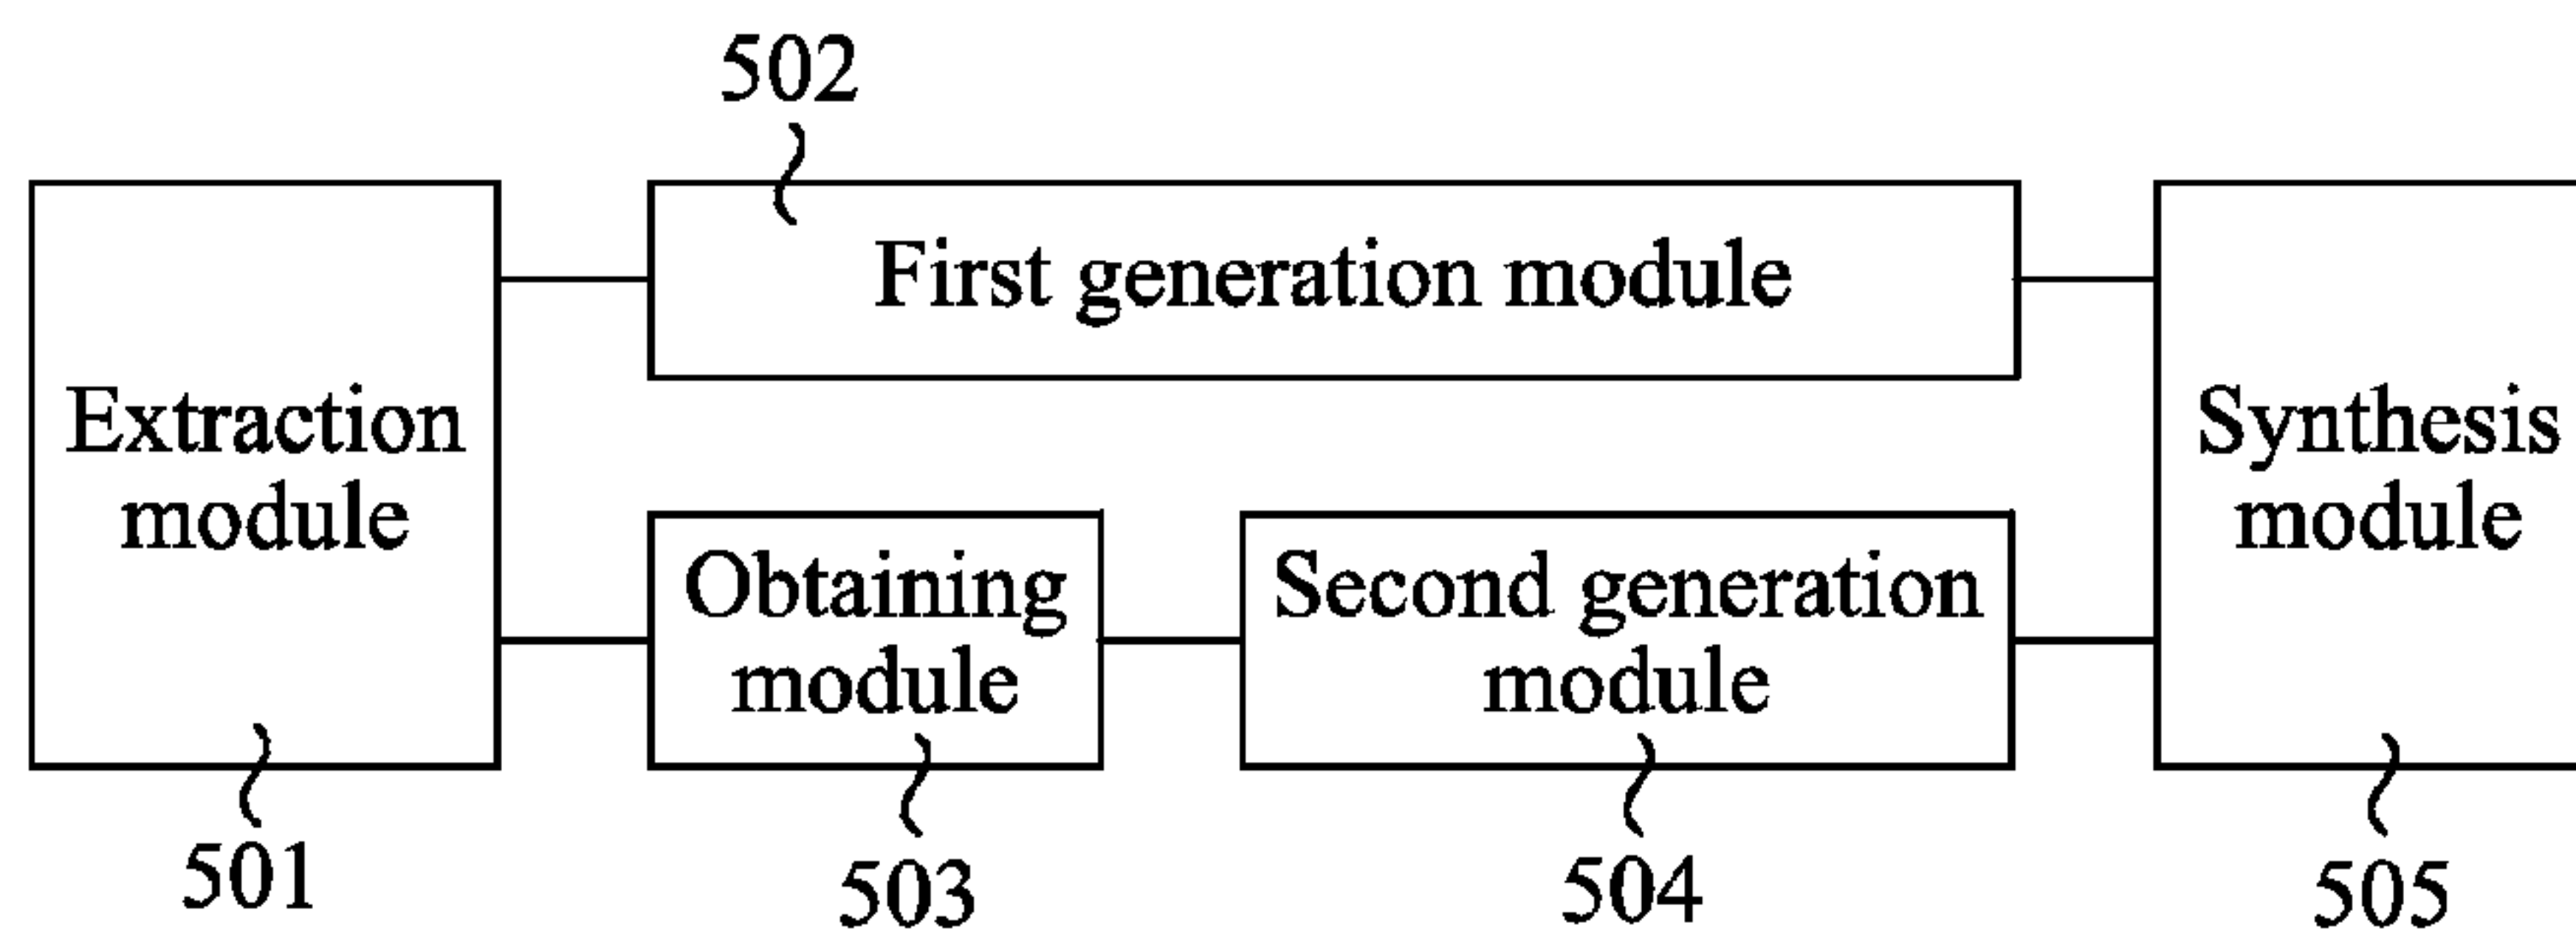 502
First generation module
Extraction
module
Synthesis
module
Obtaining
module
Second generation
module
501
503
504
505